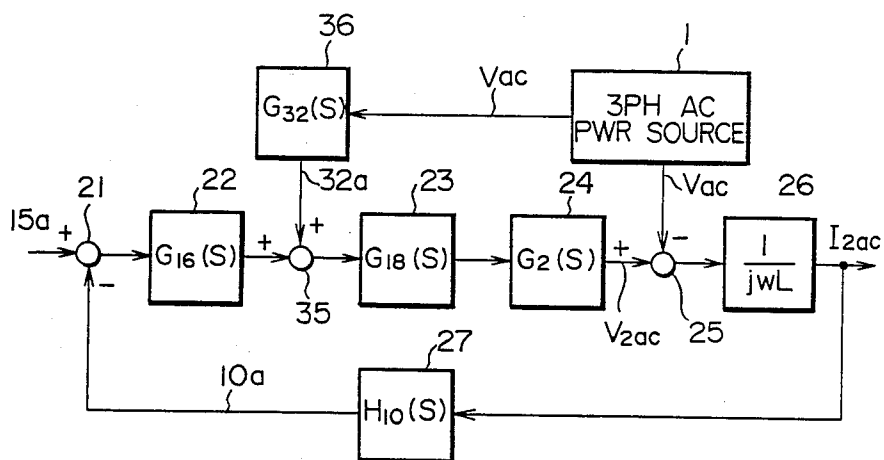 36
1
G32(S)
Vac
3PH AC
PWR SOURCE
32a
Vac
21
22
23
24
26
15a
+
-
G16(S)
+
+
35
G18(S)
G2(S)
+
-
V2ac
25
1
jwL
I2ac
27
10a
H10(S)